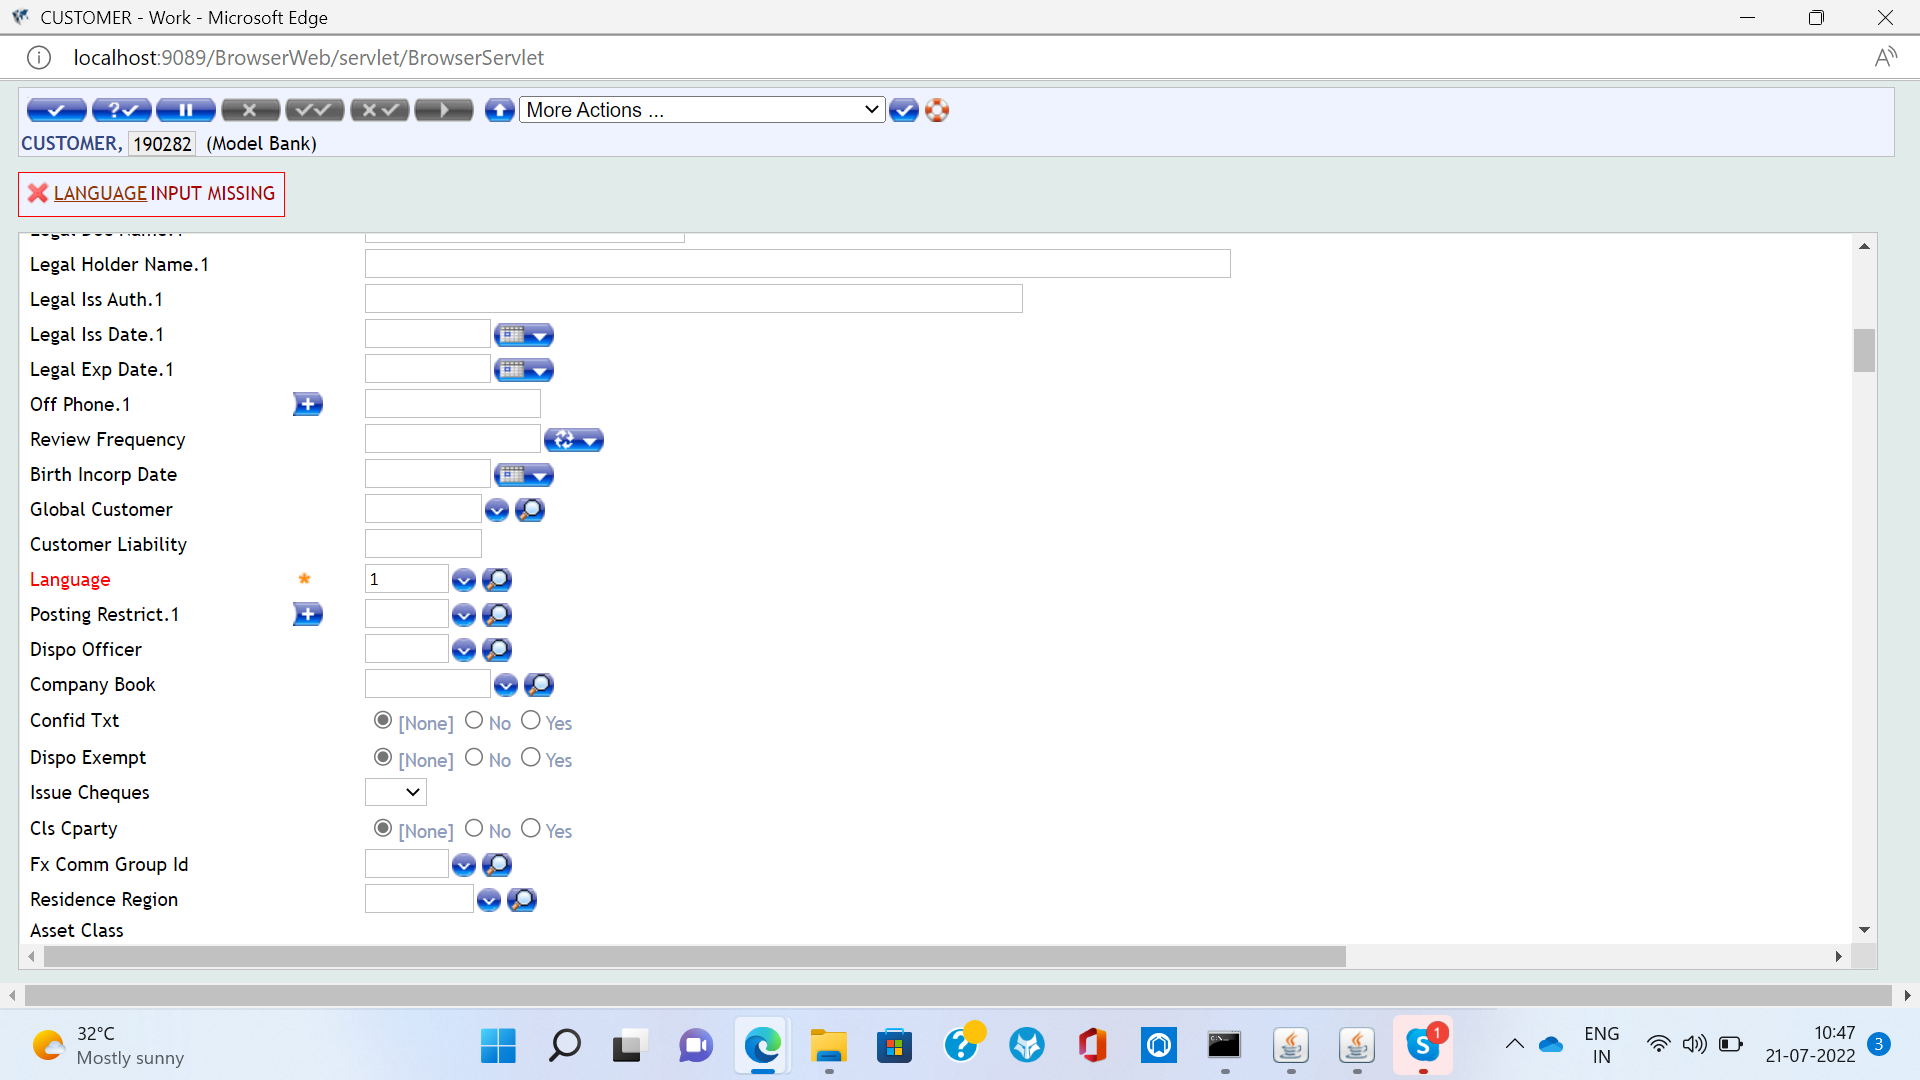 CUSTOMER - Work - Microsoft Edge
localhost:9089/BrowserWeb/servlet/BrowserServlet
More Actions ...
CUSTOMER, 190282 (Model Bank)
LANGUAGE INPUT MISSING
Legal Holder Name.1
Legal Iss Auth.1
Legal Iss Date.1
Legal Exp Date.1
Off Phone.1
Review Frequency
Birth Incorp Date
Global Customer
Customer Liability
Language * 1
Posting Restrict.1
Dispo Officer
Company Book
Confid Txt [None] No Yes
Dispo Exempt [None] No Yes
Issue Cheques
Cls Cparty [None] No Yes
Fx Comm Group Id
Residence Region
Asset Class
32°C
Mostly sunny
1
ENG
IN
10:47
21-07-2022
3